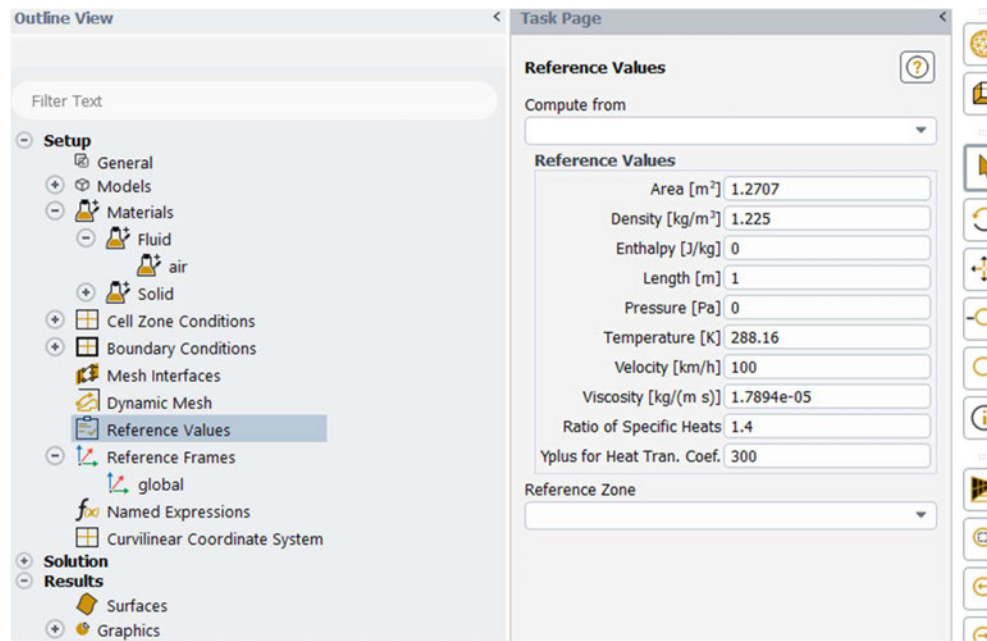 Outline View
Filter Text
Setup
General
Models
Materials
Fluid
air
Solid
Cell Zone Conditions
Boundary Conditions
Mesh Interfaces
Dynamic Mesh
Reference Values
Reference Frames
global
Named Expressions
Curvilinear Coordinate System
Solution
Results
Surfaces
Graphics
Task Page
Reference Values
Compute from
Reference Values
Area [m²] 1.2707
Density [kg/m³] 1.225
Enthalpy [J/kg] 0
Length [m] 1
Pressure [Pa] 0
Temperature [K] 288.16
Velocity [km/h] 100
Viscosity [kg/(m s)] 1.7894e-05
Ratio of Specific Heats 1.4
Yplus for Heat Tran. Coef. 300
Reference Zone